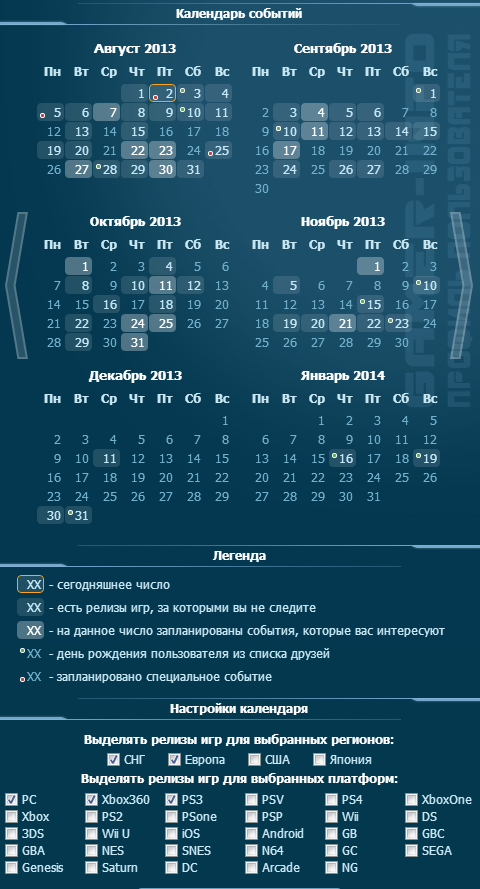 Календарь событий
Август 2013 Сентябрь 2013
Пн Вт Ср Чт Пт Сб Вс Пн Вт Ср Чт Пт Сб Вс
1 2 3 4 1
5 6 7 8 9 10 11 2 3 4 5 6 7 8
12 13 14 15 16 17 18 9 10 11 12 13 14 15
19 20 21 22 23 24 25 16 17 18 19 20 21 22
26 27 28 29 30 31 23 24 25 26 27 28 29
30
Октябрь 2013 Ноябрь 2013
Пн Вт Ср Чт Пт Сб Вс Пн Вт Ср Чт Пт Сб Вс
1 2 3 4 5 6 1 2 3
7 8 9 10 11 12 13 4 5 6 7 8 9 10
14 15 16 17 18 19 20 11 12 13 14 15 16 17
21 22 23 24 25 26 27 18 19 20 21 22 23 24
28 29 30 31 25 26 27 28 29 30
Декабрь 2013 Январь 2014
Пн Вт Ср Чт Пт Сб Вс Пн Вт Ср Чт Пт Сб Вс
1 1 2 3 4 5
2 3 4 5 6 7 8 6 7 8 9 10 11 12
9 10 11 12 13 14 15 13 14 15 16 17 18 19
16 17 18 19 20 21 22 20 21 22 23 24 25 26
23 24 25 26 27 28 29 27 28 29 30 31
30 31
Легенда
XX - сегодняшнее число
XX - есть релизы игр, за которыми вы не следите
XX - на данное число запланированы события, которые вас интересуют
XX - день рождения пользователя из списка друзей
XX - запланировано специальное событие
Настройки календаря
Выделять релизы игр для выбранных регионов:
СНГ Европа США Япония
Выделять релизы игр для выбранных платформ:
PC Xbox360 PS3 PSV PS4 XboxOne
Xbox PS2 PSone PSP Wii DS
3DS Wii U iOS Android GB GBC
GBA NES SNES N64 GC SEGA
Genesis Saturn DC Arcade NG